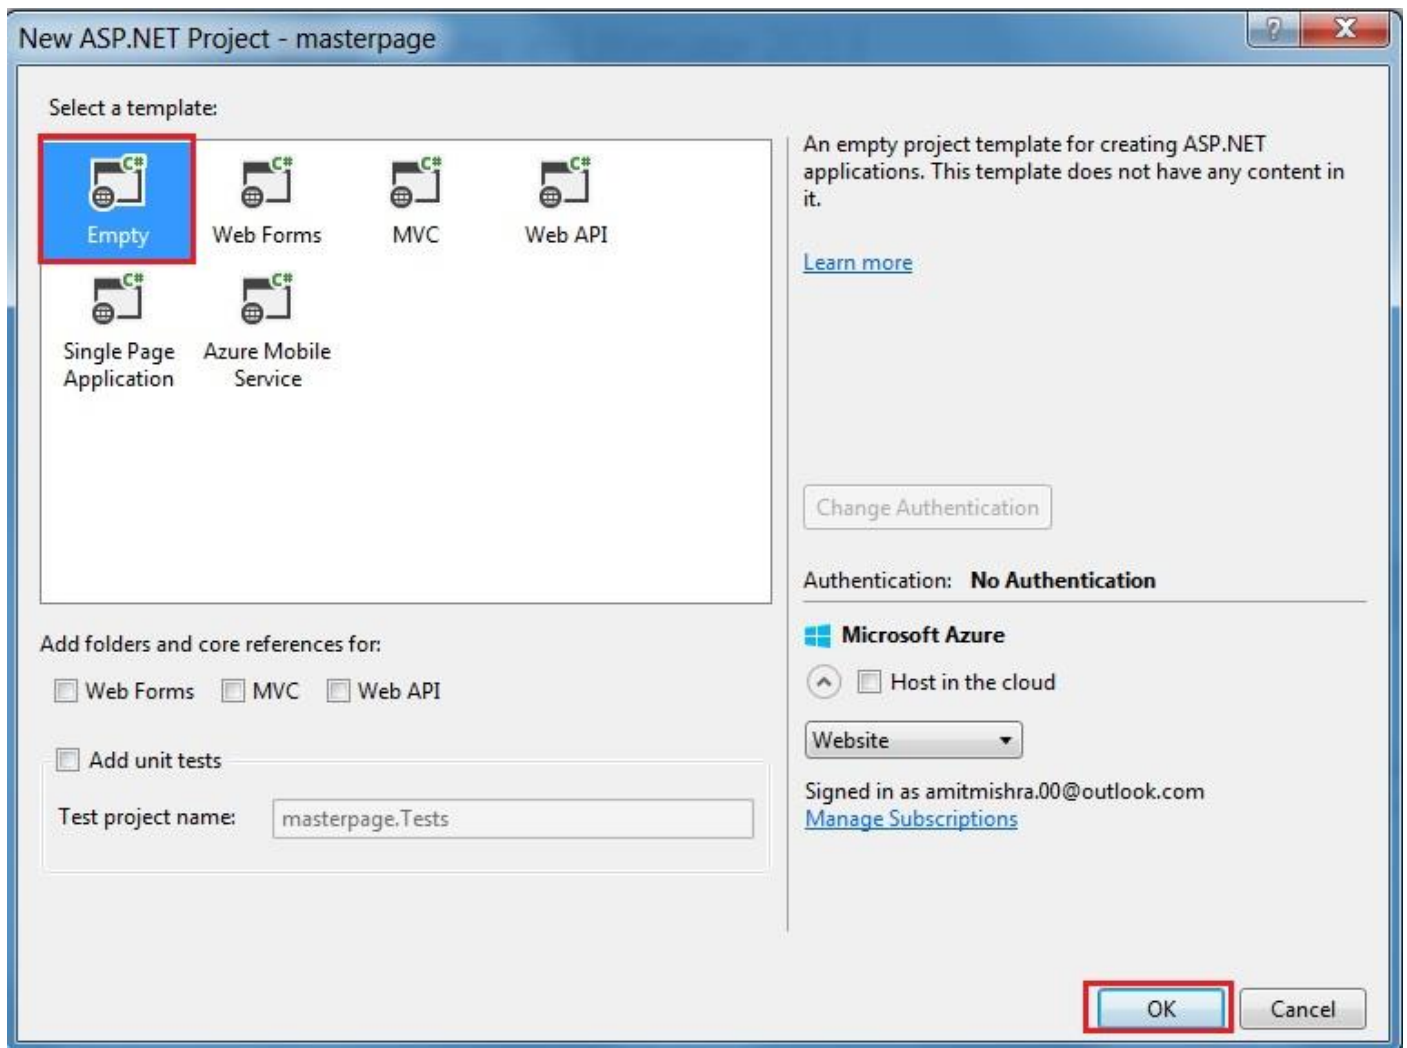 New ASP.NET Project - masterpage
?
X
Select a template:
C#
C#
C#
C#
Empty
Web Forms
MVC
Web API
C#
C#
Single Page
Application
Azure Mobile
Service
An empty project template for creating ASP.NET
applications. This template does not have any content in
it.
Learn more
Change Authentication
Authentication: No Authentication
Add folders and core references for:
Web Forms
MVC
Web API
Add unit tests
Test project name: masterpage.Tests
Microsoft Azure
Host in the cloud
Website
Signed in as amitmishra.00@outlook.com
Manage Subscriptions
OK
Cancel